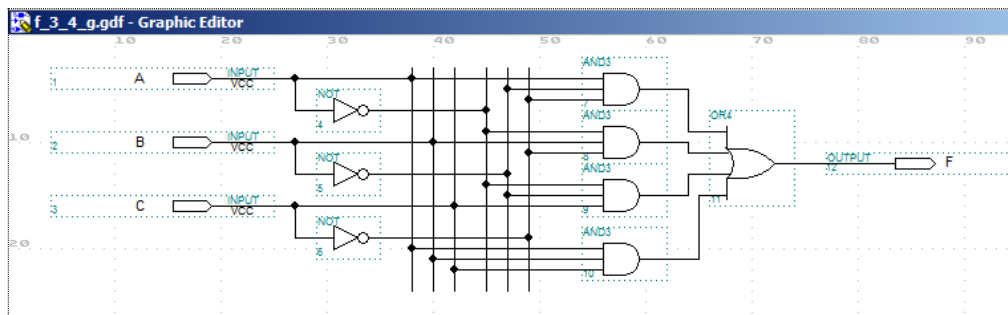 f_3_4_g.gdf - Graphic Editor
10 20 30 40 50 60 70 80 90
AND3
1 A INPUT VCC
NOT
7
4
AND3
OR4
10
2 B INPUT VCC
8
NOT
OUTPUT
F
12
AND3
5
11
3 C INPUT VCC
9
NOT
AND3
20
6
10